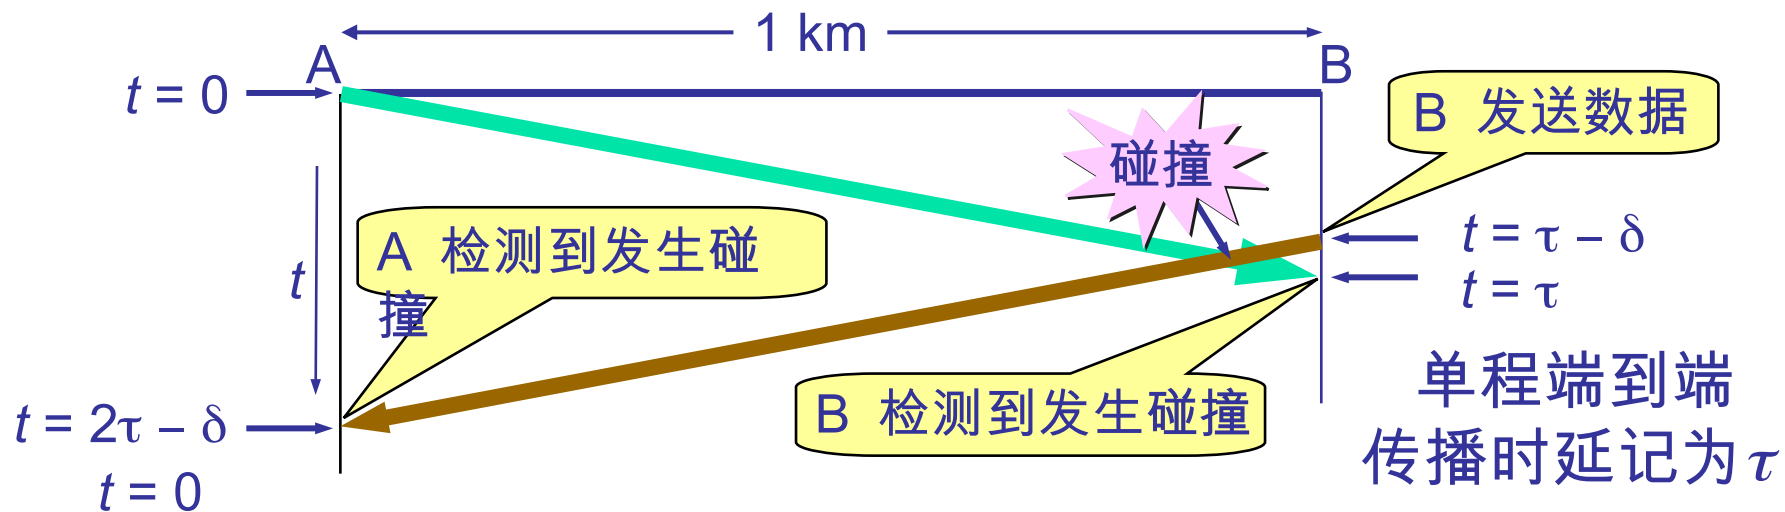 1 km
A
B
t = 0
B 发送数据
碰撞
t = τ – δ
A 检测到发生碰
撞
t
t = τ
单程端到端
传播时延记为 τ
B 检测到发生碰撞
t = 2τ – δ
t = 0